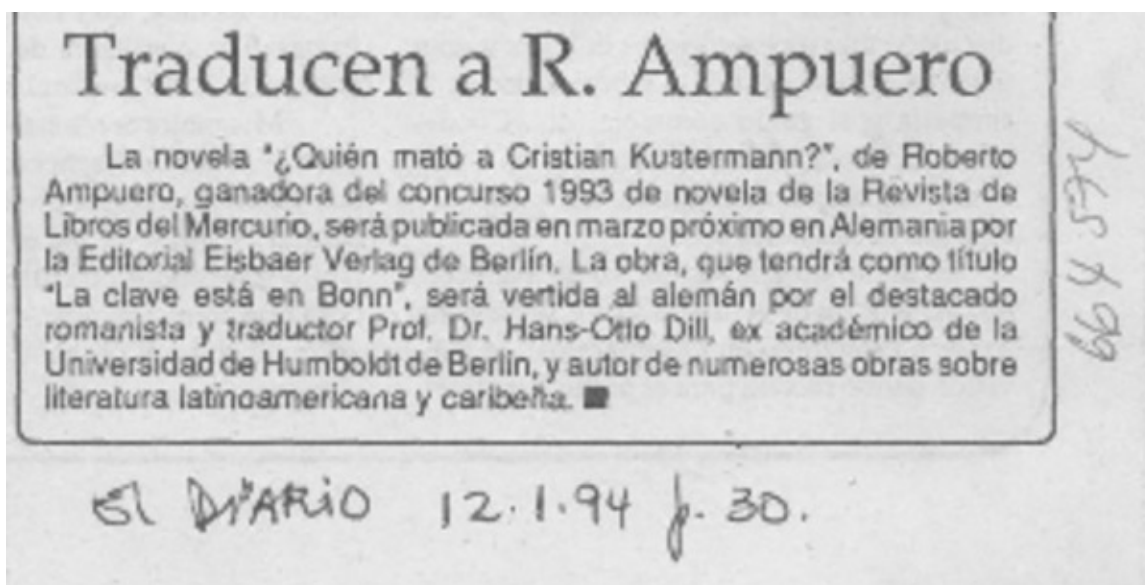 Traducen a R. Ampuero
La novela "¿Quién mató a Cristian Kustermann?", de Roberto
Ampuero, ganadora del concurso 1993 de novela de la Revista de
Libros del Mercurio, será publicada en marzo próximo en Alemania por
la Editorial Eisbaer Verlag de Berlín. La obra, que tendrá como título
"La clave está en Bonn", será vertida al alemán por el destacado
romanista y traductor Prof. Dr. Hans-Otto Dill, ex académico de la
Universidad de Humboldt de Berlín, y autor de numerosas obras sobre
literatura latinoamericana y caribeña.
El DiARiO 12.1.94 p. 30.